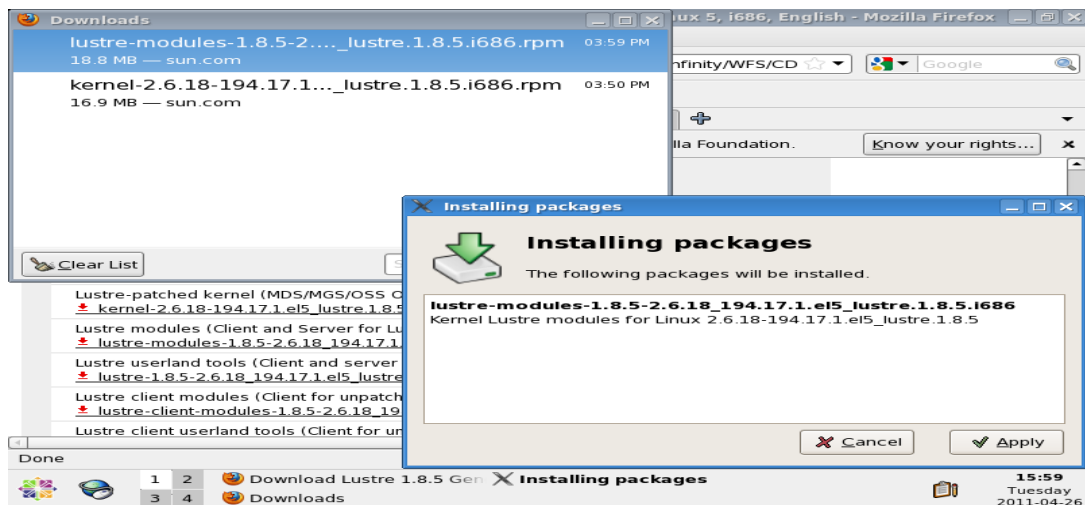 Downloads
lustre-modules-1.8.5-2...._lustre.1.8.5.i686.rpm 03:59 PM
18.8 MB — sun.com
kernel-2.6.18-194.17.1..._lustre.1.8.5.i686.rpm 03:50 PM
16.9 MB — sun.com
Clear List
ux 5, i686, English - Mozilla Firefox
nfinity/WFS/CD
Google
lla Foundation.
Know your rights...
Installing packages
Installing packages
The following packages will be installed.
lustre-modules-1.8.5-2.6.18_194.17.1.el5_lustre.1.8.5.i686
Kernel Lustre modules for Linux 2.6.18-194.17.1.el5_lustre.1.8.5
Cancel
Apply
Lustre-patched kernel (MDS/MGS/OSS O
kernel-2.6.18-194.17.1.el5_lustre.1.8.5
Lustre modules (Client and Server for Lu
lustre-modules-1.8.5-2.6.18_194.17.1.
Lustre userland tools (Client and server
lustre-1.8.5-2.6.18_194.17.1.el5_lustre
Lustre client modules (Client for unpatch
lustre-client-modules-1.8.5-2.6.18_19
Lustre client userland tools (Client for un
Done
1 2
3 4
Download Lustre 1.8.5 Gen
Downloads
Installing packages
15:59
Tuesday
2011-04-26